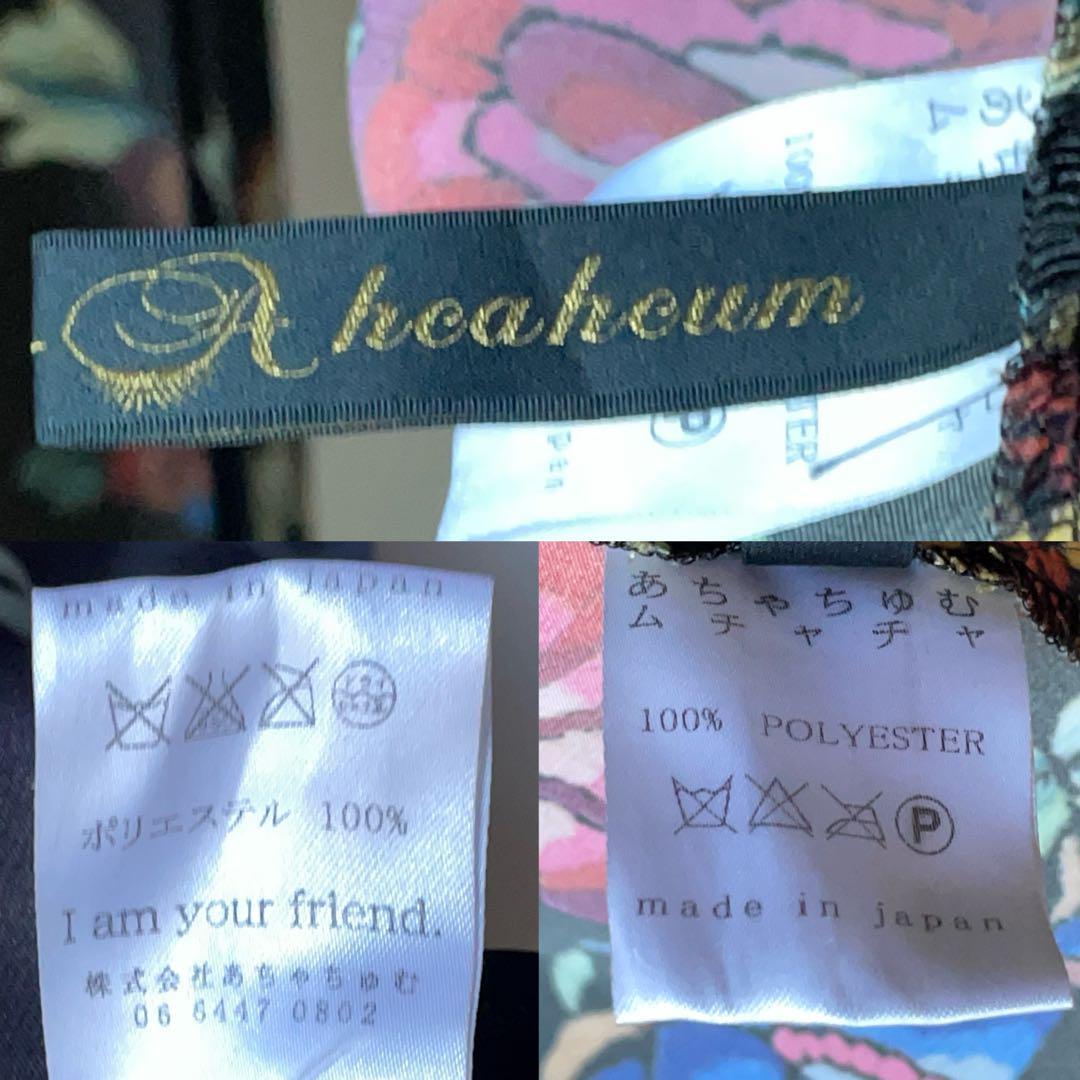 Ahcahcum
made in japan
ポリエステル 100%
I am your friend.
株式会社あちゃちゅむ
06 6447 0802
あちゃちゅむ
ムチャチャ
100% POLYESTER
P
made in japan